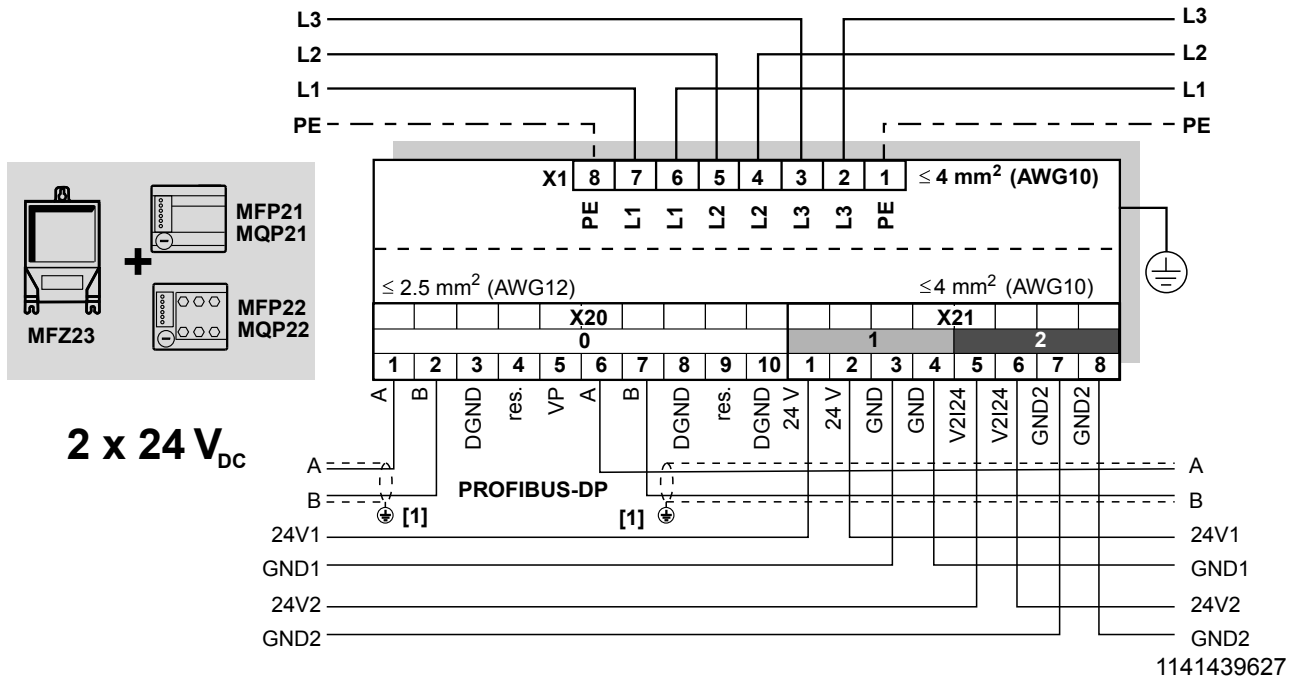 L3 L3
L2 L2
L1 L1
PE PE
X1 8 7 6 5 4 3 2 1 ≤ 4 mm² (AWG10)
PE L1 L1 L2 L2 L3 L3 PE
MFP21
MQP21
MFP22
MQP22
MFZ23
+
≤ 2.5 mm² (AWG12) ≤4 mm² (AWG10)
X20 X21
0 1 2
1 2 3 4 5 6 7 8 9 10 1 2 3 4 5 6 7 8
A B DGND res. VP A B DGND res. DGND 24 V 24 V GND GND V2I24 V2I24 GND2 GND2
2 x 24 V DC
A PROFIBUS-DP A
B [1] [1] B
24V1 24V1
GND1 GND1
24V2 24V2
GND2 GND2
1141439627